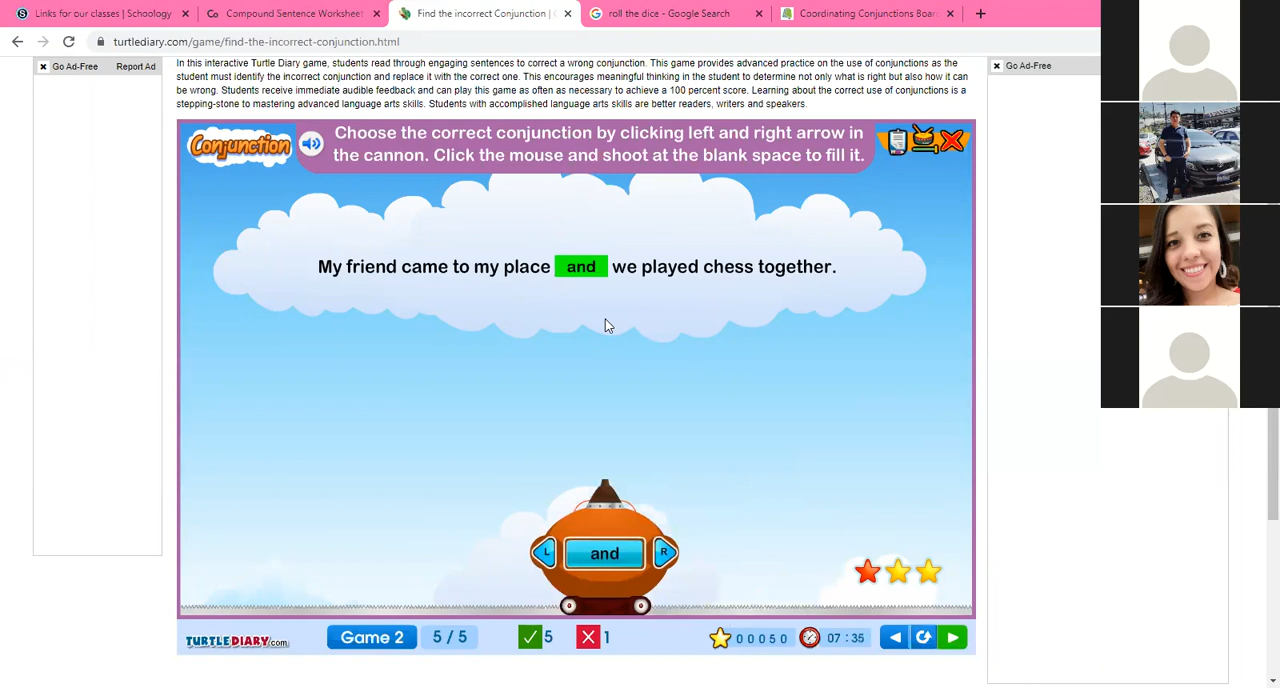 Links for our classes | Schoology
Compound Sentence Worksheet
Find the incorrect Conjunction |
roll the dice - Google Search
Coordinating Conjunctions Boar
turtlediary.com/game/find-the-incorrect-conjunction.html
Go Ad-Free Report Ad
Go Ad-Free
In this interactive Turtle Diary game, students read through engaging sentences to correct a wrong conjunction. This game provides advanced practice on the use of conjunctions as the
student must identify the incorrect conjunction and replace it with the correct one. This encourages meaningful thinking in the student to determine not only what is right but also how it can
be wrong. Students receive immediate audible feedback and can play this game as often as necessary to achieve a 100 percent score. Learning about the correct use of conjunctions is a
stepping-stone to mastering advanced language arts skills. Students with accomplished language arts skills are better readers, writers and speakers.
Conjunction
Choose the correct conjunction by clicking left and right arrow in
the cannon. Click the mouse and shoot at the blank space to fill it.
My friend came to my place and we played chess together.
L and R
TURTLEDIARY.com
Game 2
5 / 5
5
1
00050
07:35